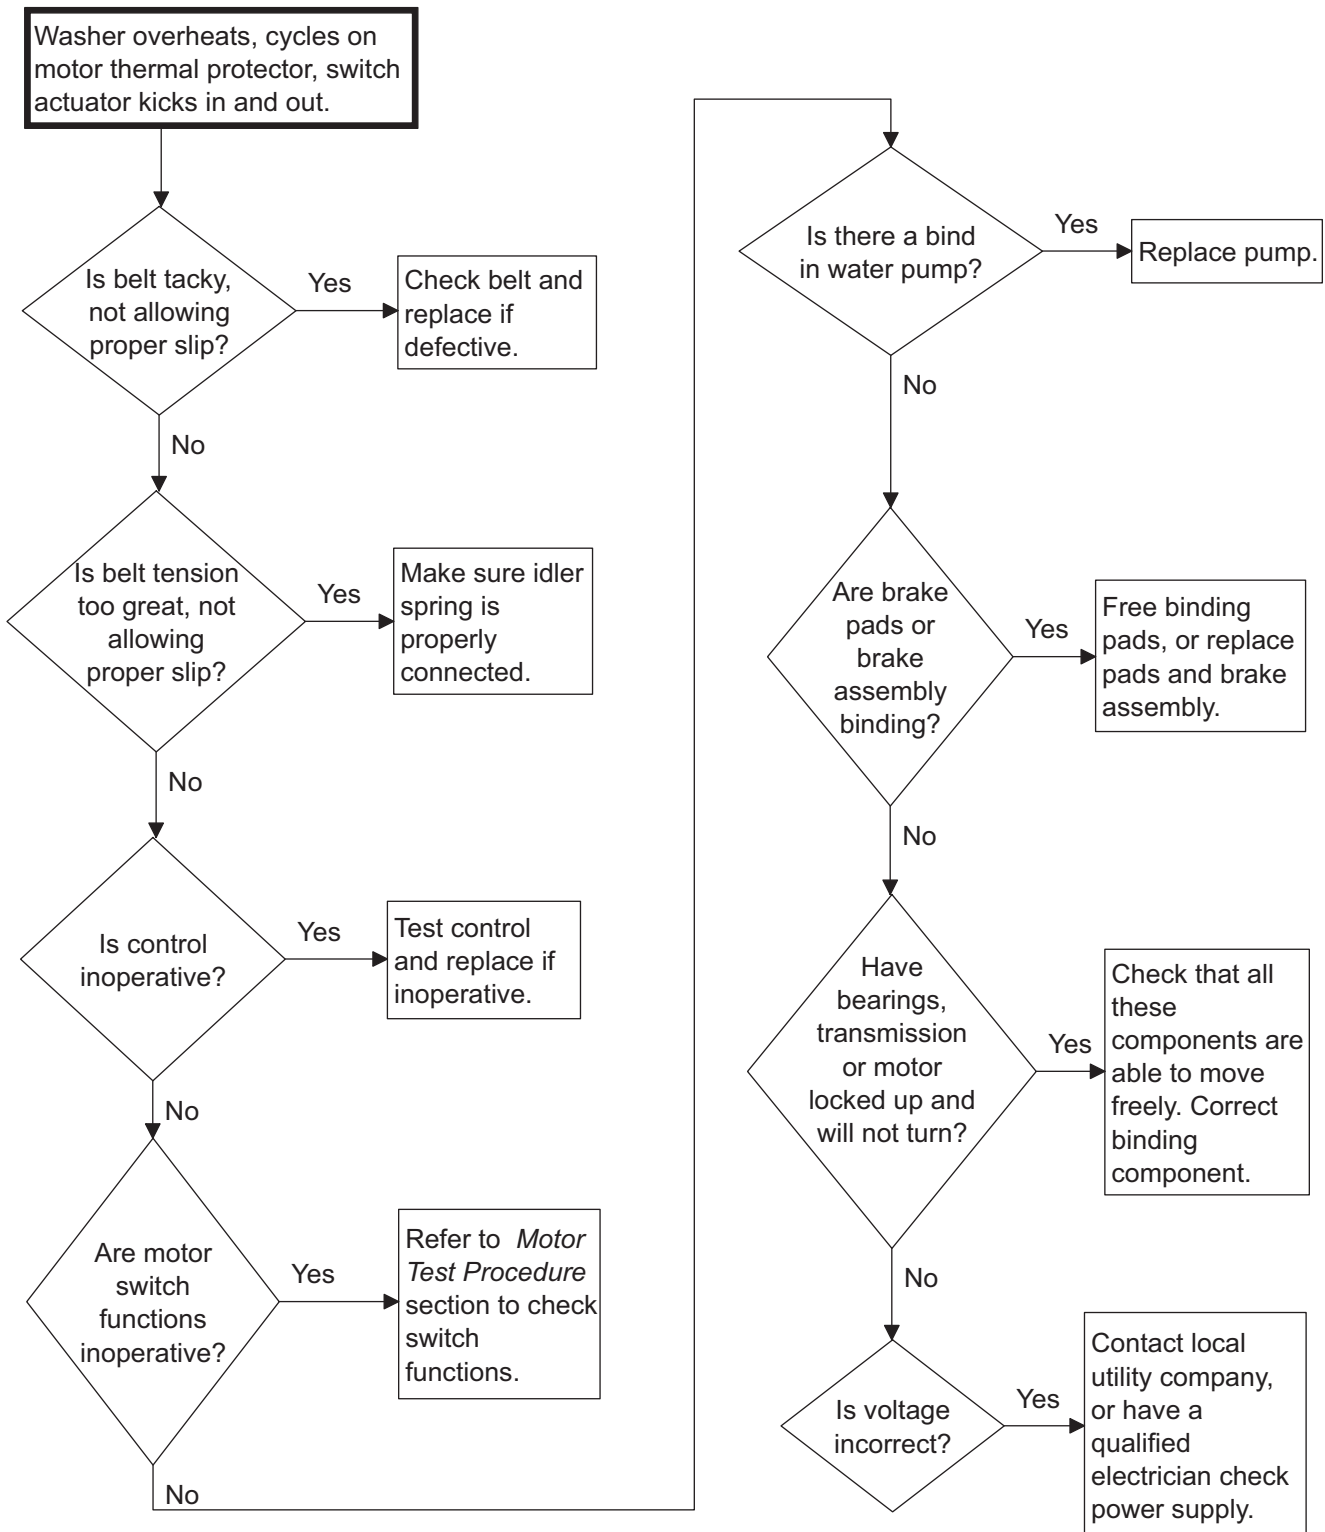 Washer overheats, cycles on
motor thermal protector, switch
actuator kicks in and out.
Is belt tacky,
not allowing
proper slip?
Yes
Check belt and
replace if
defective.
No
Is belt tension
too great, not
allowing
proper slip?
Yes
Make sure idler
spring is
properly
connected.
No
Is control
inoperative?
Yes
Test control
and replace if
inoperative.
No
Are motor
switch
functions
inoperative?
Yes
Refer to Motor
Test Procedure
section to check
switch
functions.
No
Is there a bind
in water pump?
Yes
Replace pump.
No
Are brake
pads or
brake
assembly
binding?
Yes
Free binding
pads, or replace
pads and brake
assembly.
No
Have
bearings,
transmission
or motor
locked up and
will not turn?
Yes
Check that all
these
components are
able to move
freely. Correct
binding
component.
No
Is voltage
incorrect?
Yes
Contact local
utility company,
or have a
qualified
electrician check
power supply.